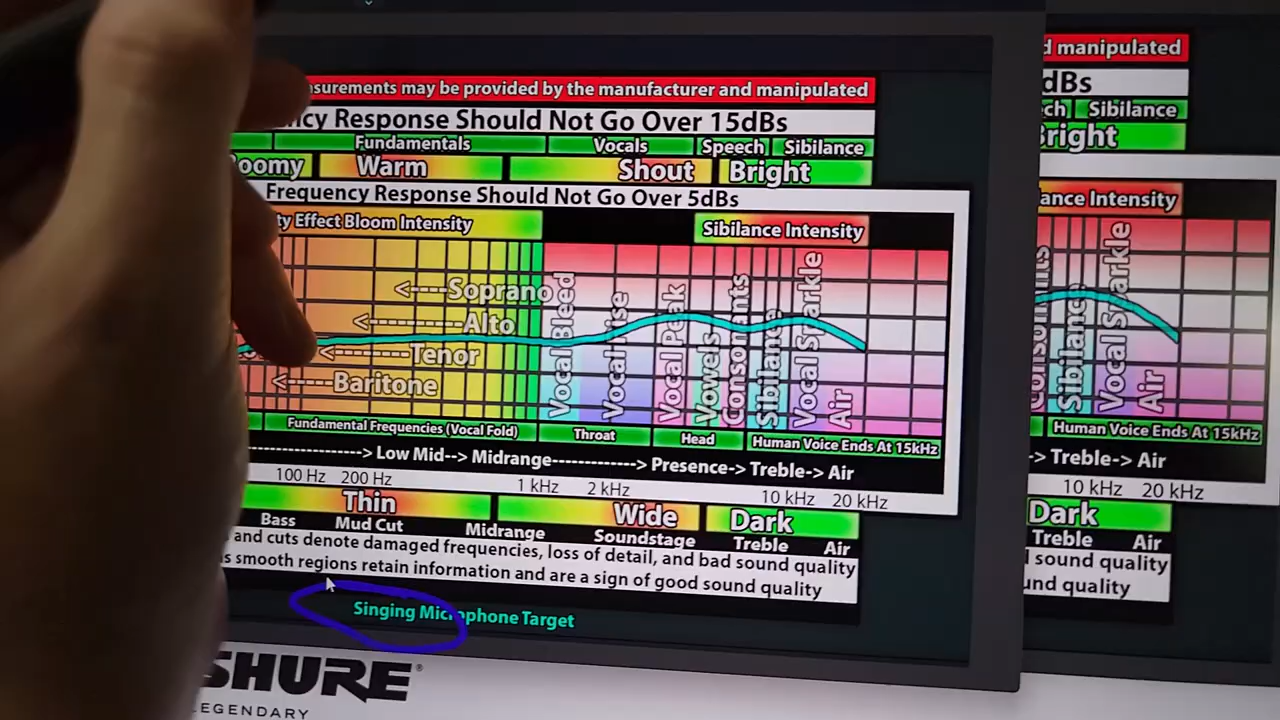 surements may be provided by the manufacturer and manipulated
cy Response Should Not Go Over 15dBs
Fundamentals Vocals Speech Sibilance
oomy Warm Shout Bright
Frequency Response Should Not Go Over 5dBs
ty Effect Bloom Intensity Sibilance Intensity
<----Soprano
<---------Alto
<-------Tenor
<-----Baritone
Vocal Bleed
Vocal Rise
Vocal Peak
Vowels
Consonants
Sibilance
Vocal Sparkle
Air
Fundamental Frequencies (Vocal Fold) Throat Head Human Voice Ends At 15kHz
-----------> Low Mid--> Midrange------------> Presence-> Treble-> Air
100 Hz 200 Hz 1 kHz 2 kHz 10 kHz 20 kHz
Thin Wide Dark
Bass Mud Cut Midrange Soundstage Treble Air
and cuts denote damaged frequencies, loss of detail, and bad sound quality
s smooth regions retain information and are a sign of good sound quality
Singing Microphone Target
SHURE®
LEGENDARY
d manipulated
dBs
ch Sibilance
Bright
ance Intensity
Consonants
Sibilance
Vocal Sparkle
Air
Human Voice Ends At 15kHz
-> Treble-> Air
10 kHz 20 kHz
Dark
Treble Air
d sound quality
und quality